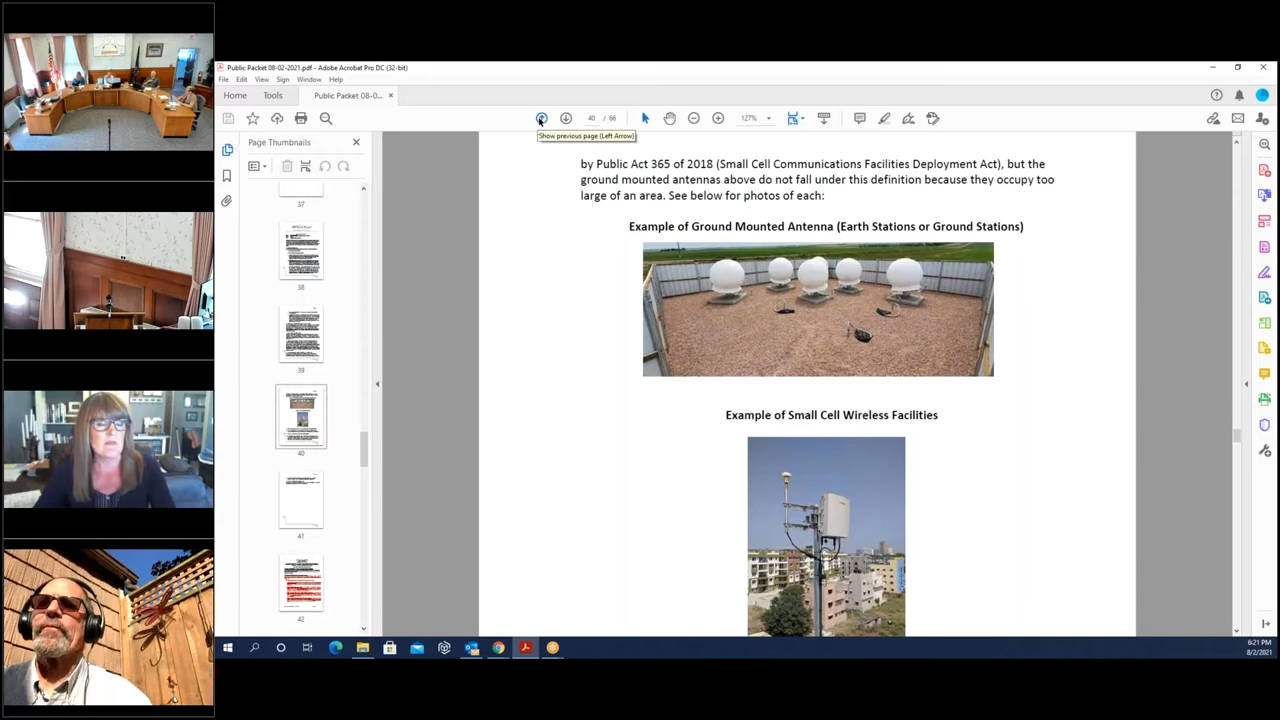 Public Packet 08-02-2021.pdf - Adobe Acrobat Pro DC (32-bit)
File Edit View Sign Window Help
Home Tools Public Packet 08-0... ×
40 / 66 127%
Show previous page (Left Arrow)
Page Thumbnails
37
38
39
40
41
42
by Public Act 365 of 2018 (Small Cell Communications Facilities Deployment Act), but the
ground mounted antennas above do not fall under this definition because they occupy too
large of an area. See below for photos of each:
Example of Ground Mounted Antenna (Earth Stations or Ground Stations)
Example of Small Cell Wireless Facilities
6:21 PM
8/2/2021